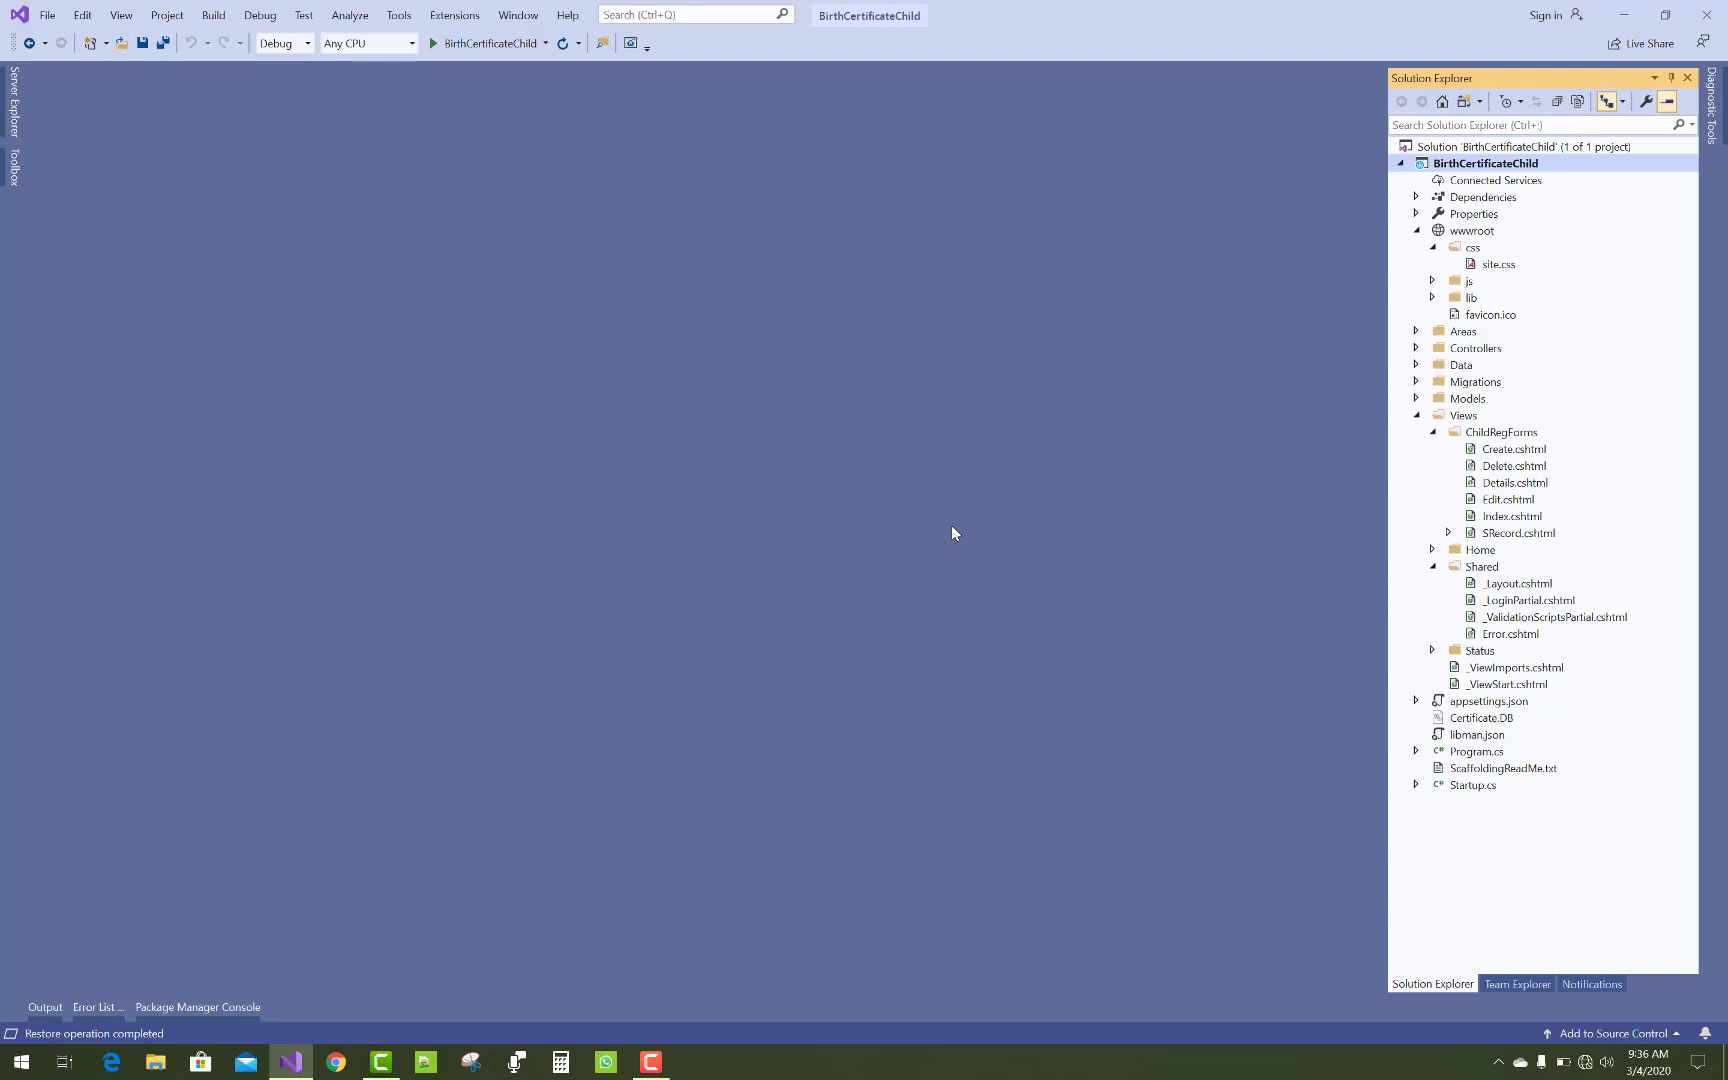 File Edit View Project Build Debug Test Analyze Tools Extensions Window Help Search (Ctrl+Q) BirthCertificateChild Sign in
Debug Any CPU BirthCertificateChild Live Share
Server Explorer
Toolbox
Solution Explorer
Diagnostic Tools
Search Solution Explorer (Ctrl+;)
Solution 'BirthCertificateChild' (1 of 1 project)
BirthCertificateChild
Connected Services
Dependencies
Properties
wwwroot
css
site.css
js
lib
favicon.ico
Areas
Controllers
Data
Migrations
Models
Views
ChildRegForms
Create.cshtml
Delete.cshtml
Details.cshtml
Edit.cshtml
Index.cshtml
SRecord.cshtml
Home
Shared
_Layout.cshtml
_LoginPartial.cshtml
_ValidationScriptsPartial.cshtml
Error.cshtml
Status
_ViewImports.cshtml
_ViewStart.cshtml
appsettings.json
Certificate.DB
libman.json
C# Program.cs
ScaffoldingReadMe.txt
C# Startup.cs
Solution Explorer Team Explorer Notifications
Output Error List ... Package Manager Console
Restore operation completed Add to Source Control
9:36 AM
3/4/2020